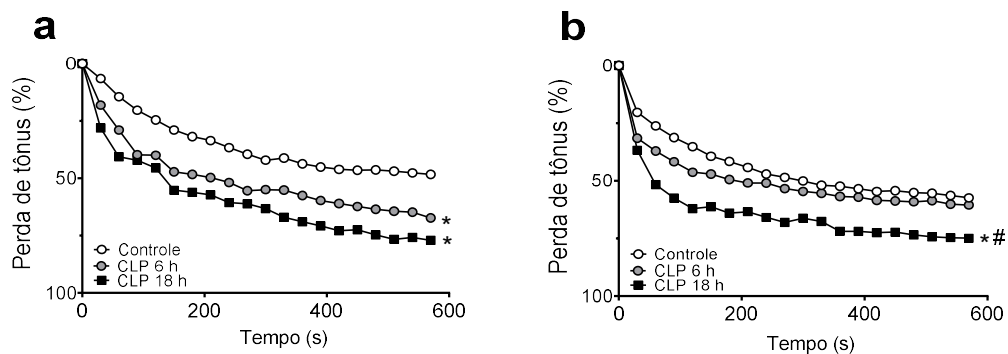 a
0
50
100
Perda de tônus (%)
Controle
CLP 6 h
CLP 18 h
*
*
0 200 400 600
Tempo (s)
b
0
50
100
Perda de tônus (%)
Controle
CLP 6 h
CLP 18 h
*#
0 200 400 600
Tempo (s)